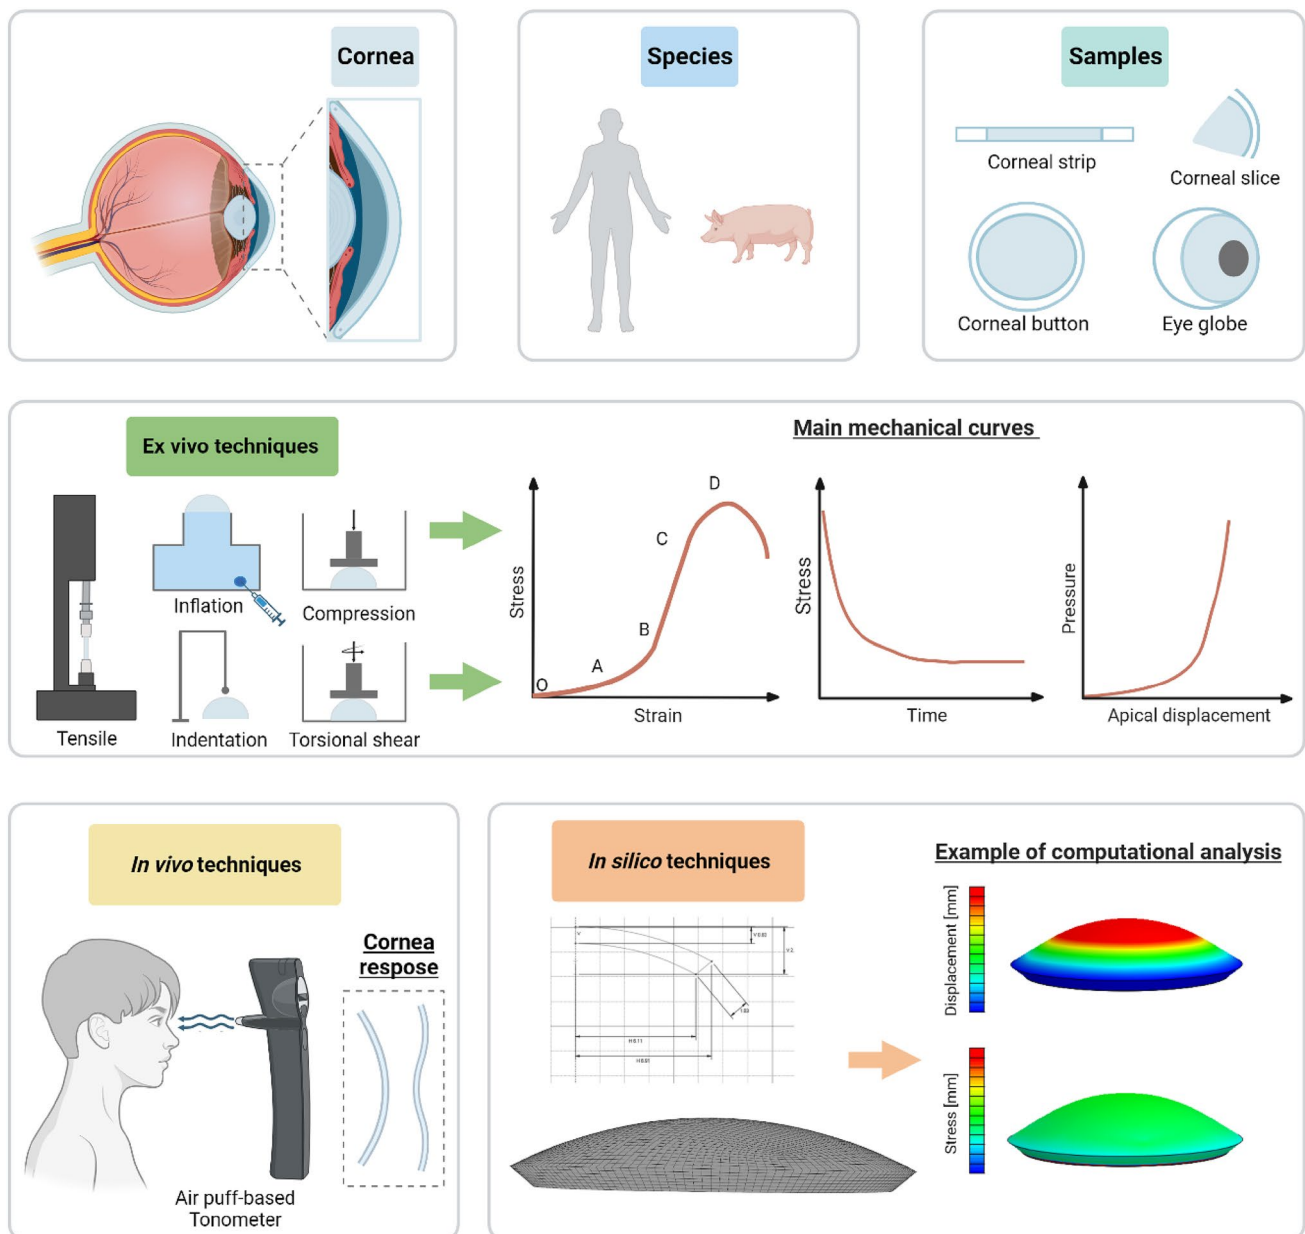 Cornea
Species
Samples
Corneal strip
Corneal slice
Corneal button
Eye globe
Ex vivo techniques
Main mechanical curves
Tensile
Inflation
Compression
Indentation
Torsional shear
Stress
O
A
B
C
D
Strain
Stress
Time
Pressure
Apical displacement
In vivo techniques
Cornea
respose
Air puff-based
Tonometer
In silico techniques
Example of computational analysis
V
H 8.11
Displacement [mm]
Stress [mm]